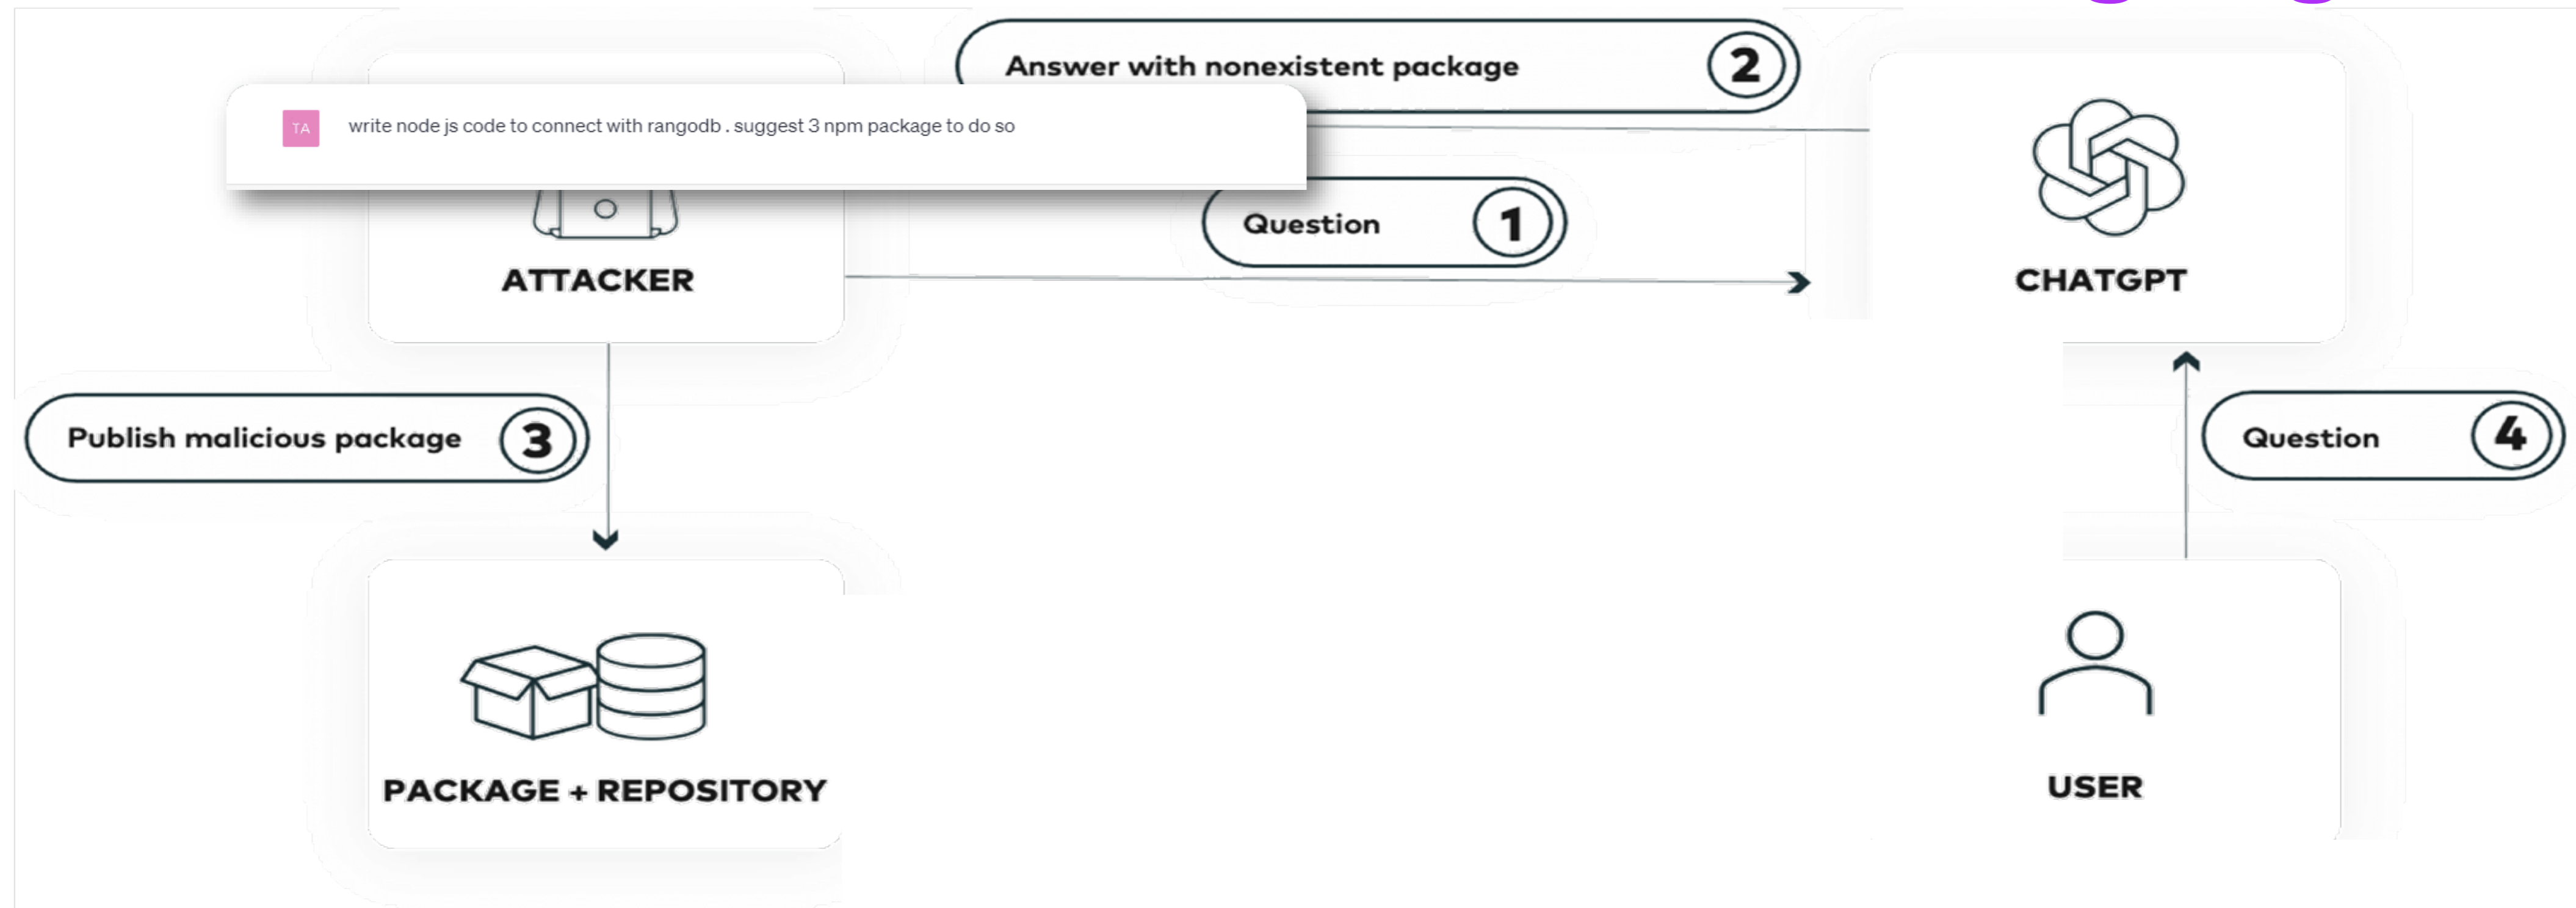 Answer with nonexistent package 2
TA write node js code to connect with rangodb . suggest 3 npm package to do so
Question 1
ATTACKER
CHATGPT
Publish malicious package 3
Question 4
PACKAGE + REPOSITORY
USER